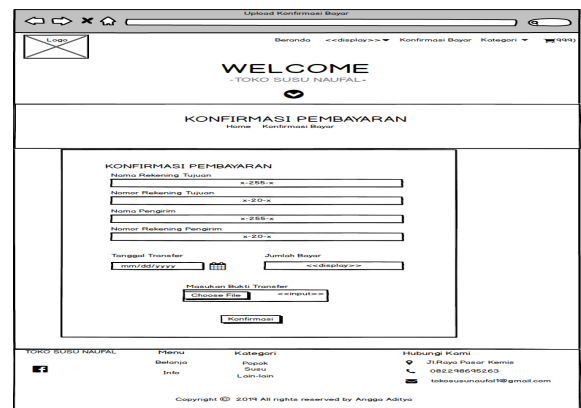 Upload Konfirmasi Bayar
Logo
Beranda <<display>> Konfirmasi Bayar Kategori (999)
WELCOME
-TOKO SUSU NAUFAL-
KONFIRMASI PEMBAYARAN
Home Konfirmasi Bayar
KONFIRMASI PEMBAYARAN
Nama Rekening Tujuan
x-255-x
Nomor Rekening Tujuan
x-20-x
Nama Pengirim
x-255-x
Nomor Rekening Pengirim
x-20-x
Tanggal Transfer Jumlah Bayar
mm/dd/yyyy <<display>>
Masukan Bukti Transfer
Choose File <<input>>
Konfirmasi
TOKO SUSU NAUFAL Menu Kategori Hubungi Kami
Belanja Popok Jl.Raya Pasar Kemis
Info Susu 082298695263
Lain-lain tokosusunaufal1@gmail.com
Copyright © 2019 All rights reserved by Angga Aditya